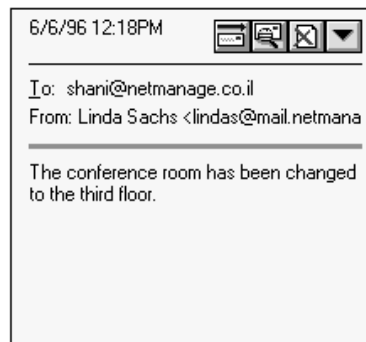 6/6/96 12:18PM
To: shani@netmanage.co.il
From: Linda Sachs <lindas@mail.netmana
The conference room has been changed
to the third floor.